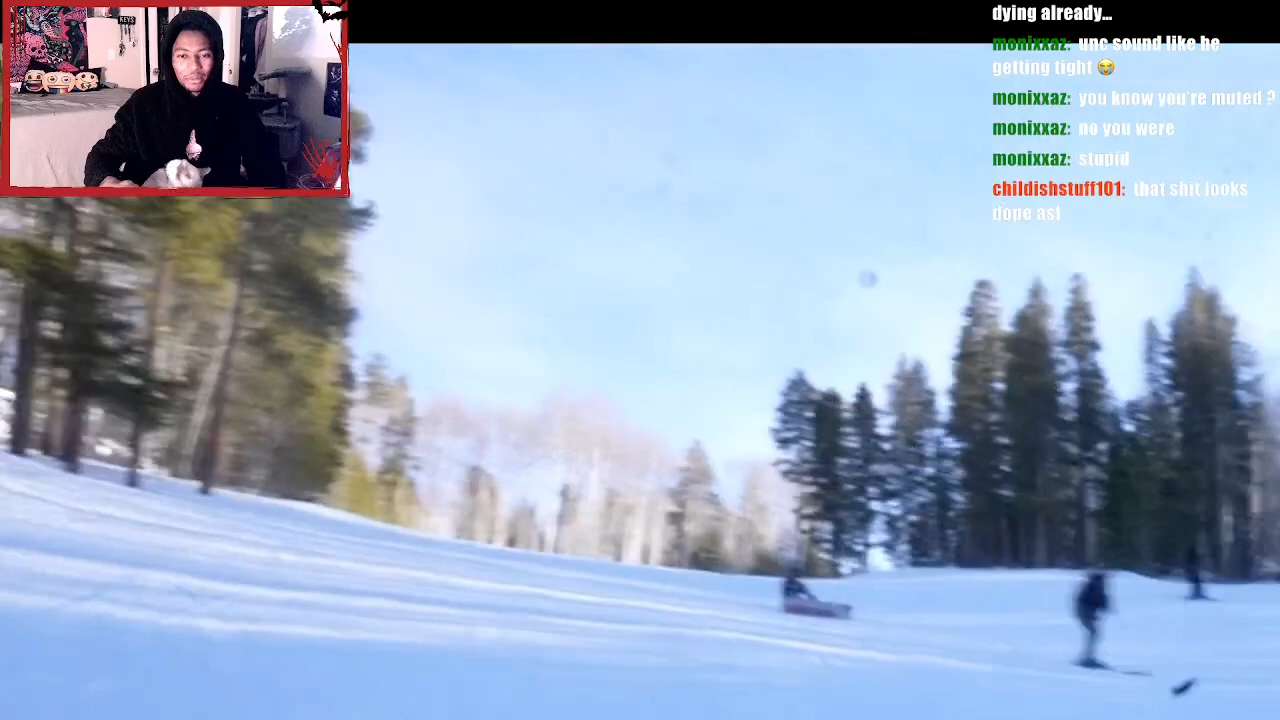 KEYS
dying already...
monixxaz: unc sound like he
getting tight 😭
monixxaz: you know you're muted ?
monixxaz: no you were
monixxaz: stupid
childishstuff101: that shit looks
dope asf